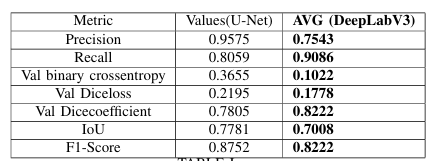 Metric Values(U-Net) AVG (DeepLabV3)
Precision 0.9575 0.7543
Recall 0.8059 0.9086
Val binary crossentropy 0.3655 0.1022
Val Diceloss 0.2195 0.1778
Val Dicecoefficient 0.7805 0.8222
IoU 0.7781 0.7008
F1-Score 0.8752 0.8222
TABLE I